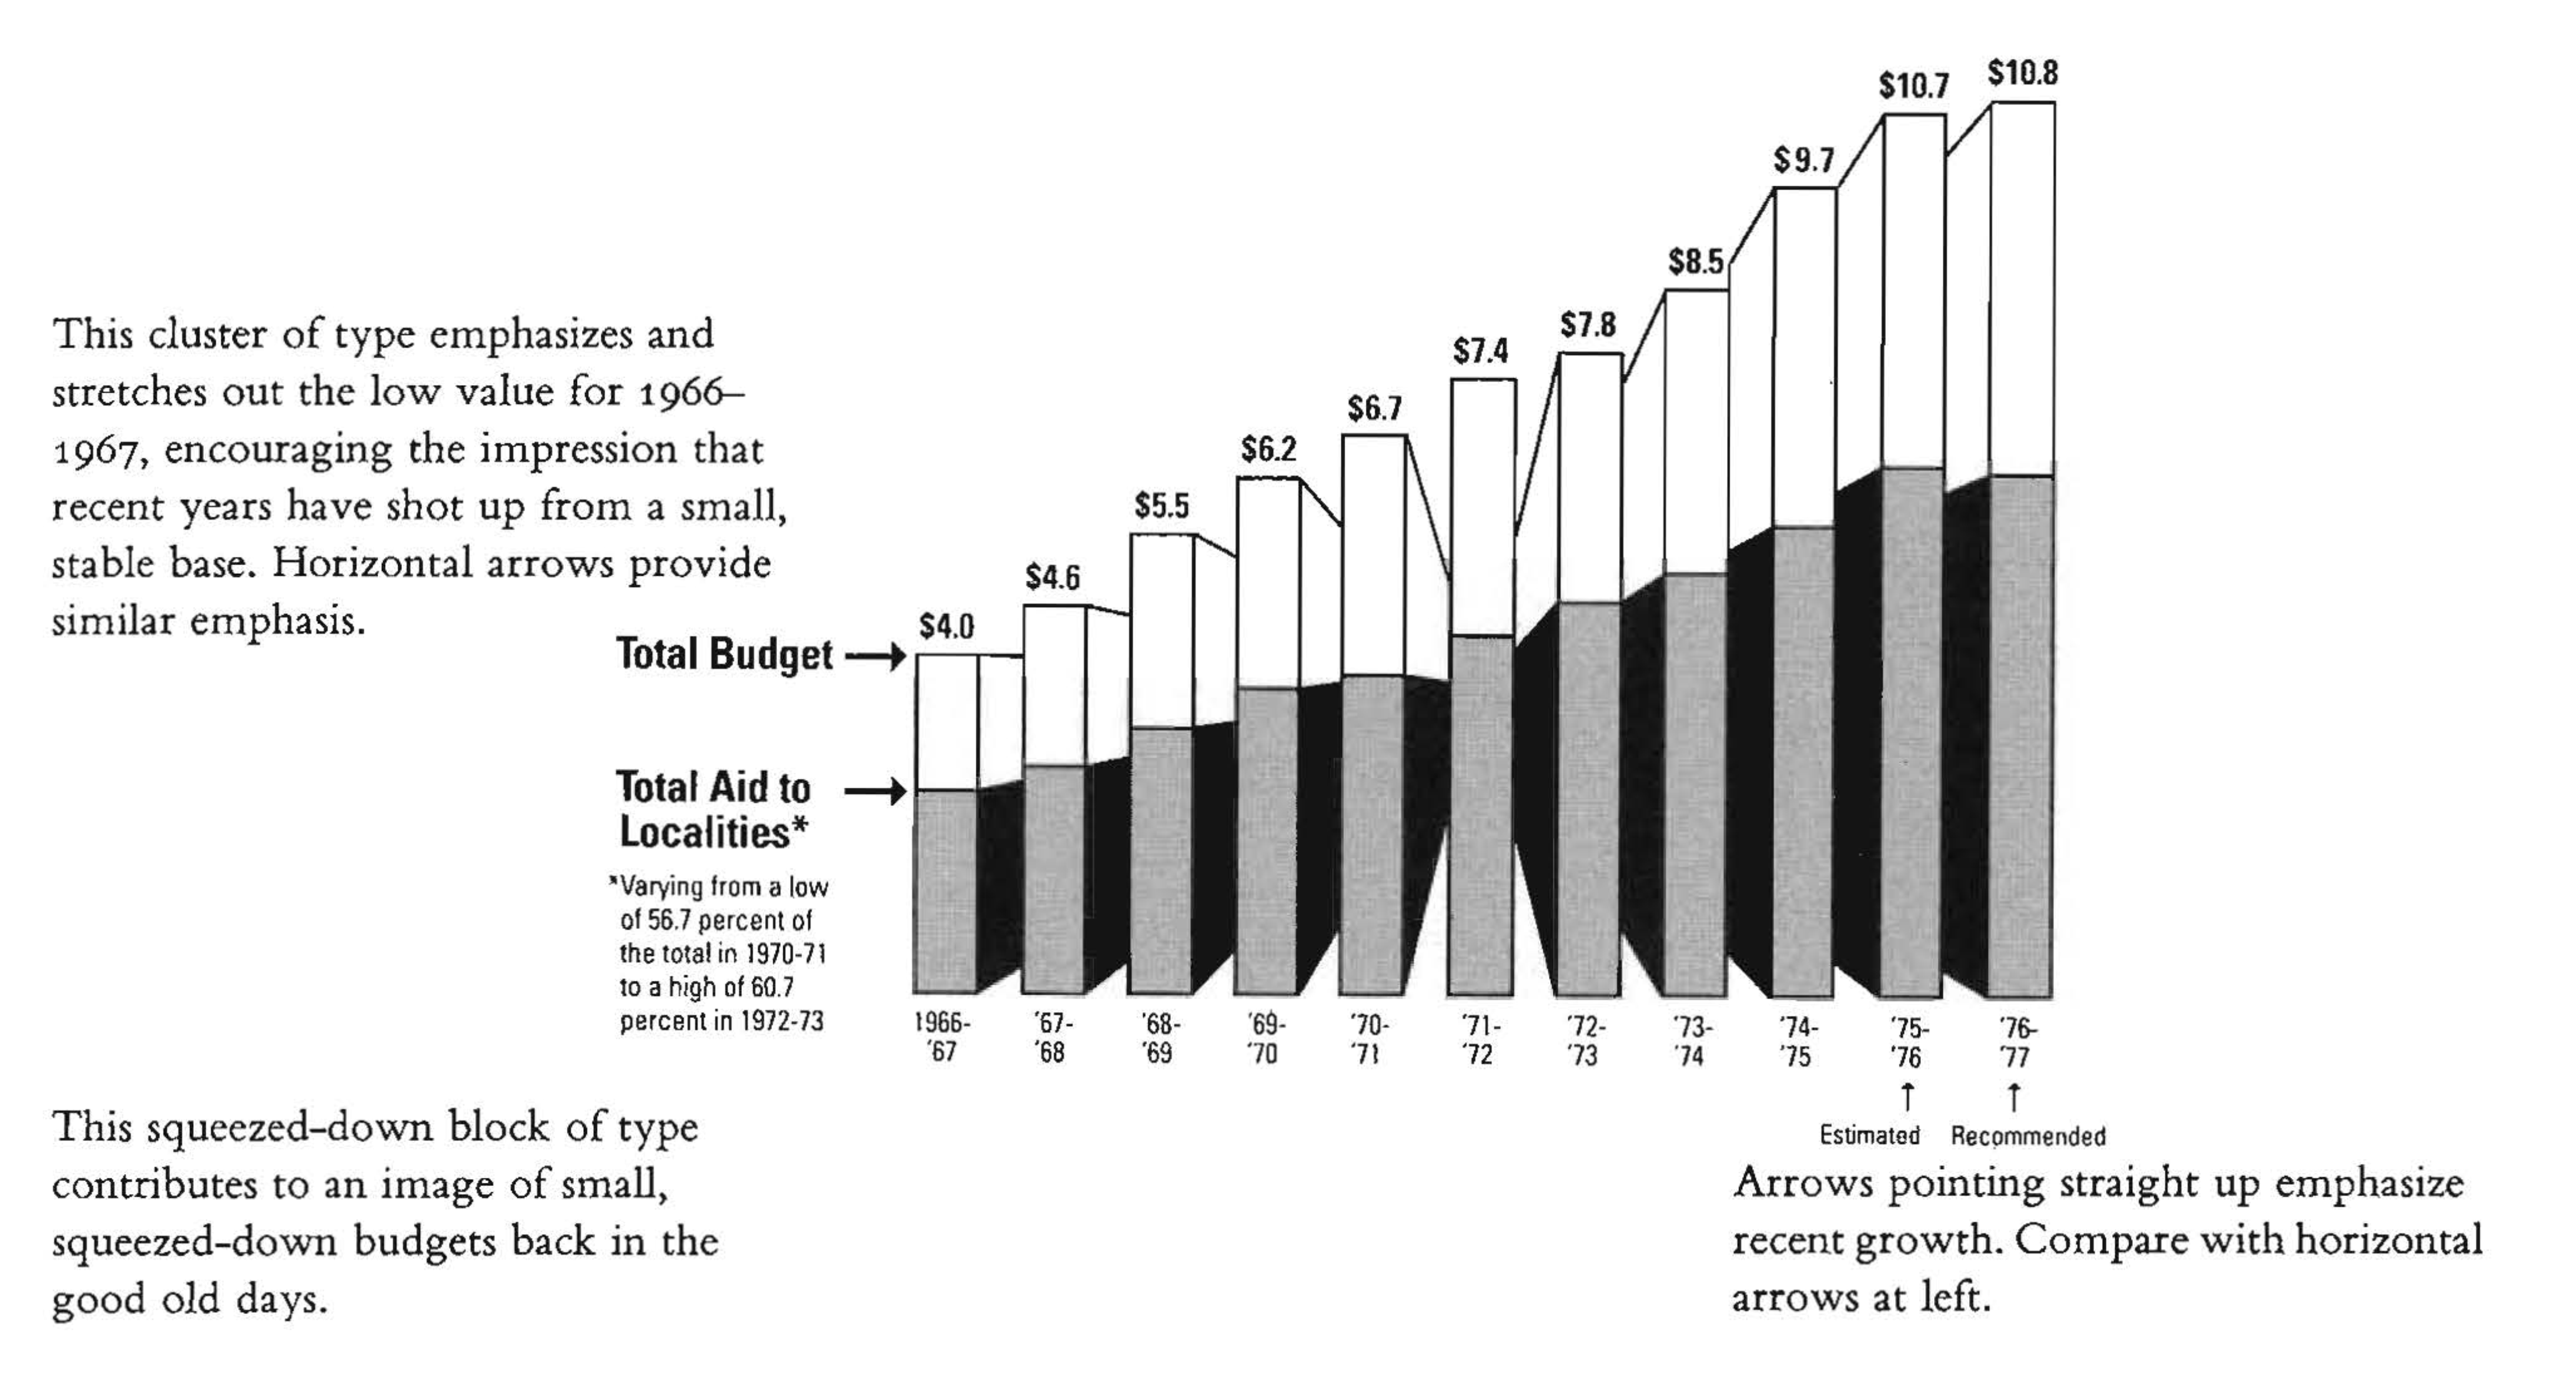 $10.7 $10.8
$9.7
$8.5
$7.8
$7.4
$6.7
$6.2
$5.5
$4.6
$4.0
This cluster of type emphasizes and
stretches out the low value for 1966–
1967, encouraging the impression that
recent years have shot up from a small,
stable base. Horizontal arrows provide
similar emphasis.
Total Budget →
Total Aid to →
Localities*
*Varying from a low
of 56.7 percent of
the total in 1970-71
to a high of 60.7
percent in 1972-73
1966- '67- '68- '69- '70- '71- '72- '73- '74- '75- '76-
'67 '68 '69 '70 '71 '72 '73 '74 '75 '76 '77
↑ ↑
Estimated Recommended
This squeezed-down block of type
contributes to an image of small,
squeezed-down budgets back in the
good old days.
Arrows pointing straight up emphasize
recent growth. Compare with horizontal
arrows at left.